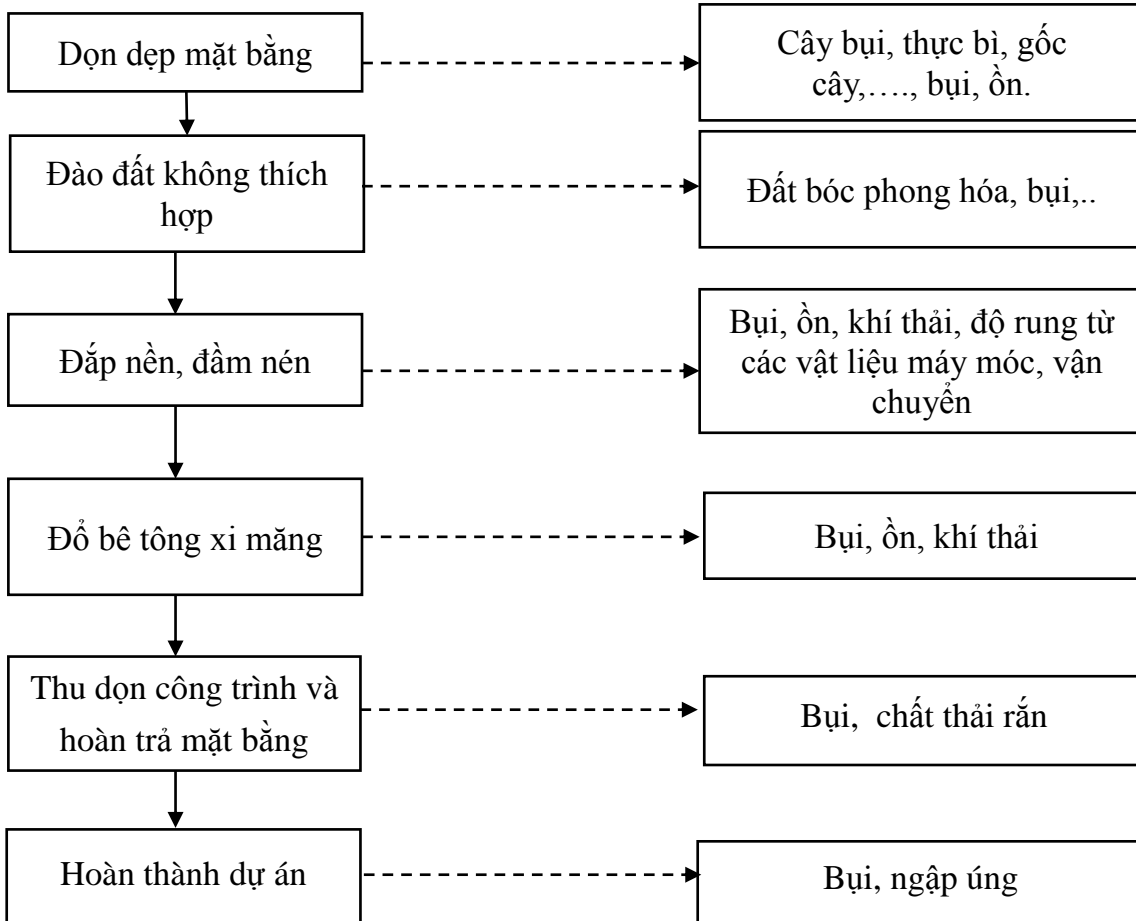 Dọn dẹp mặt bằng
Cây bụi, thực bì, gốc
cây,…., bụi, ồn.
Đào đất không thích
hợp
Đất bóc phong hóa, bụi,..
Đắp nền, đầm nén
Bụi, ồn, khí thải, độ rung từ
các vật liệu máy móc, vận
chuyển
Đổ bê tông xi măng
Bụi, ồn, khí thải
Thu dọn công trình và
hoàn trả mặt bằng
Bụi,  chất thải rắn
Hoàn thành dự án
Bụi, ngập úng